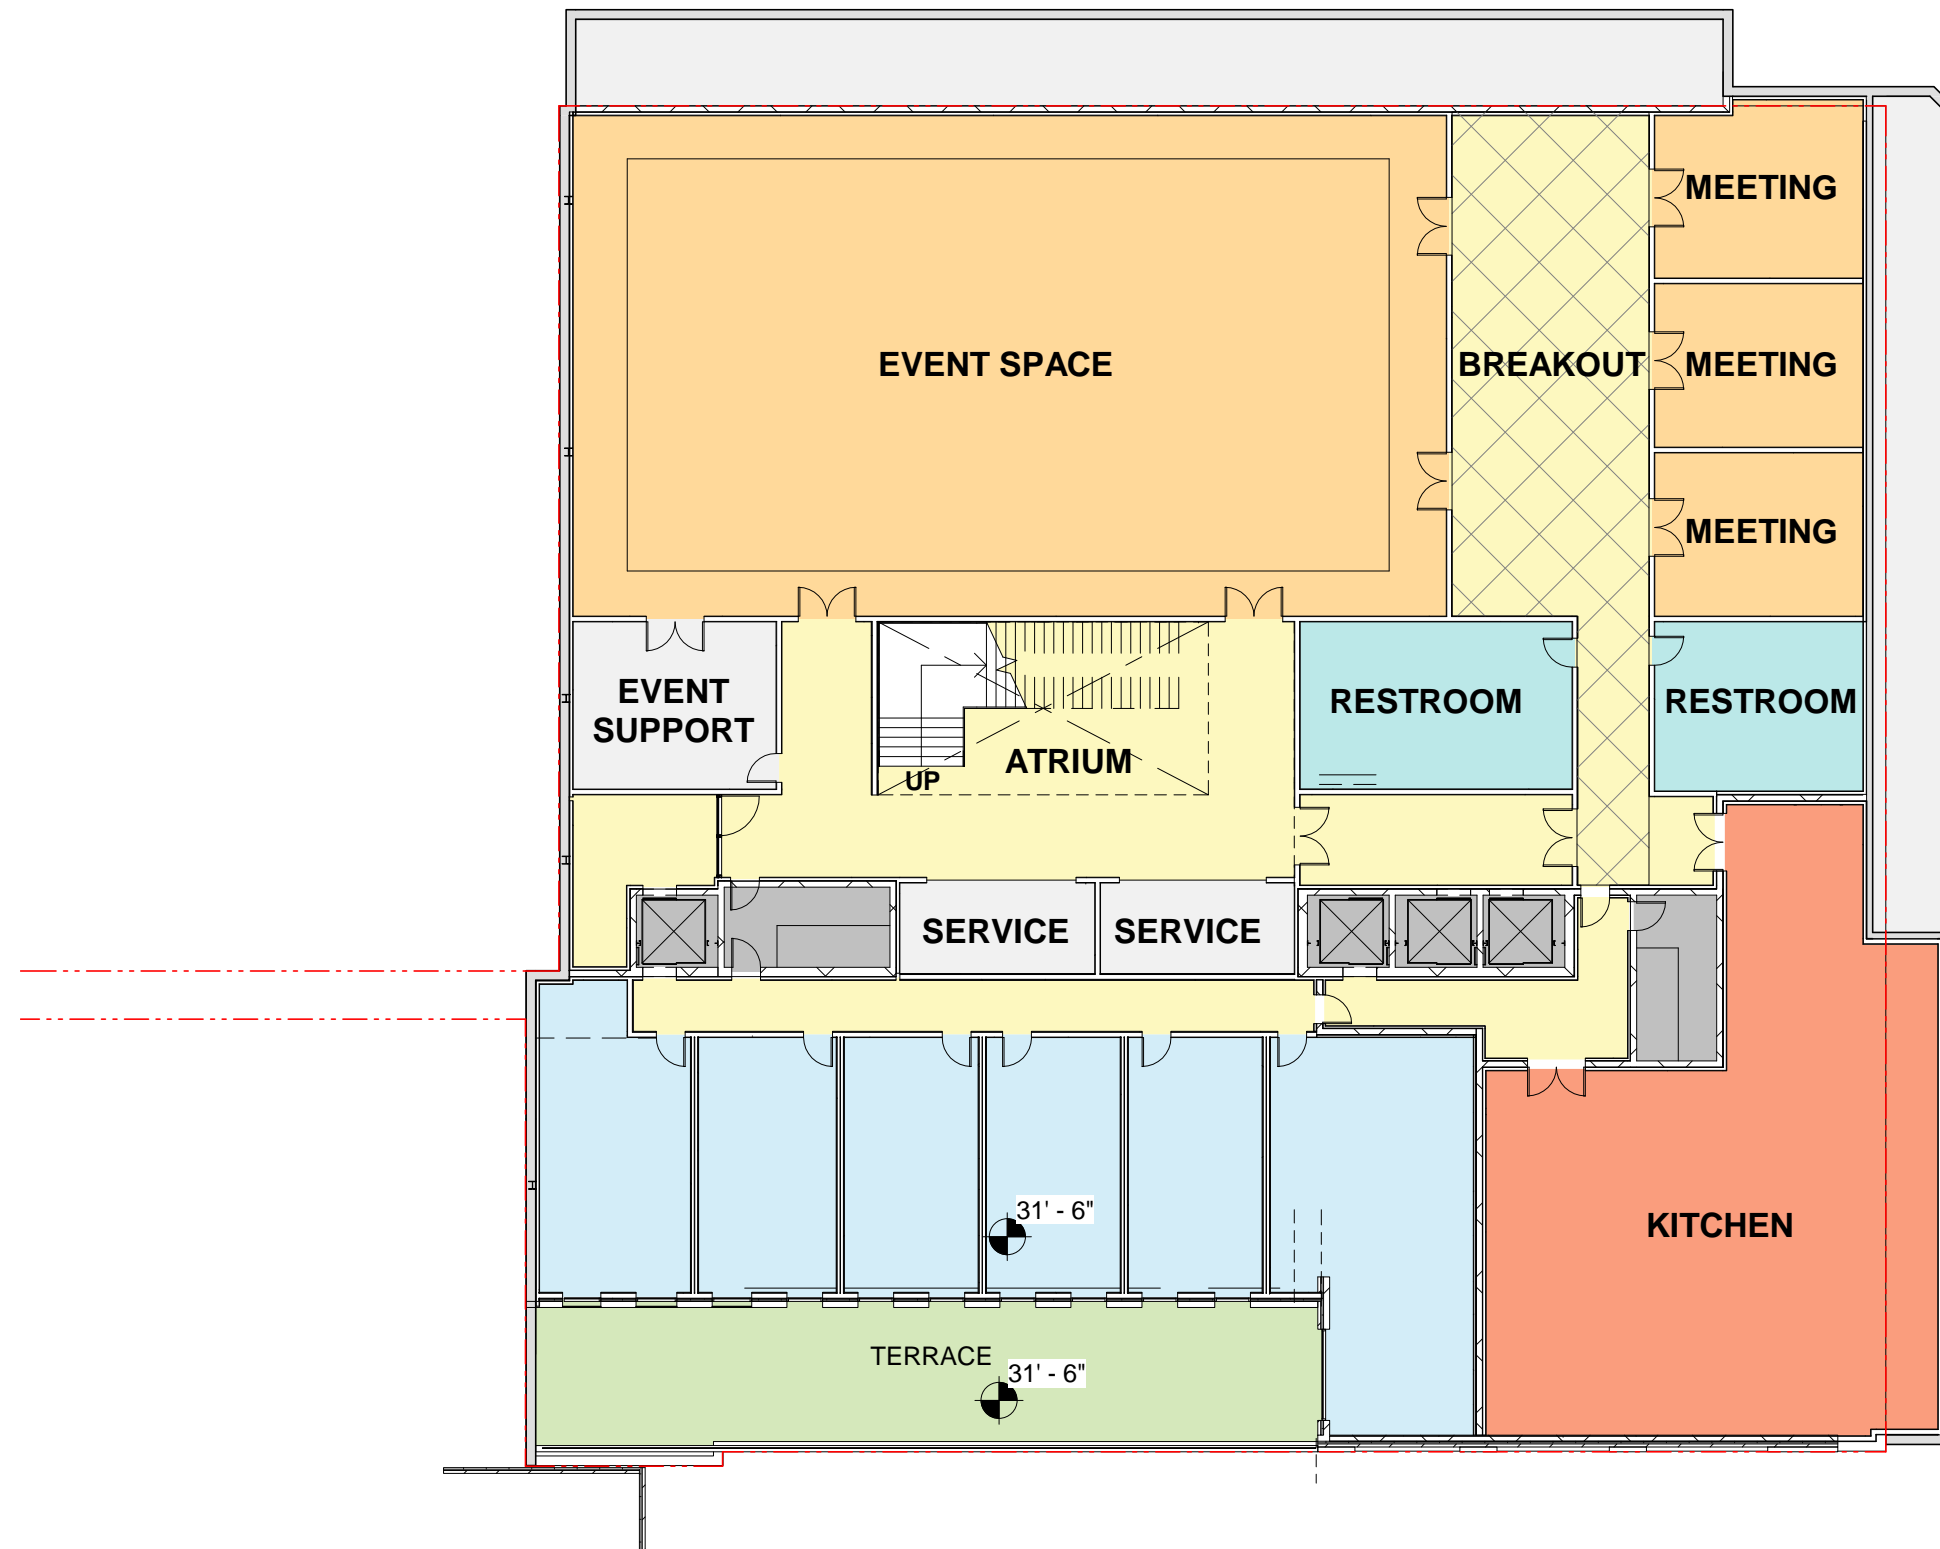 MEETING
EVENT SPACE
BREAKOUT
MEETING
MEETING
EVENT
SUPPORT
RESTROOM
RESTROOM
ATRIUM
UP
SERVICE
SERVICE
31' - 6"
KITCHEN
TERRACE
31' - 6"